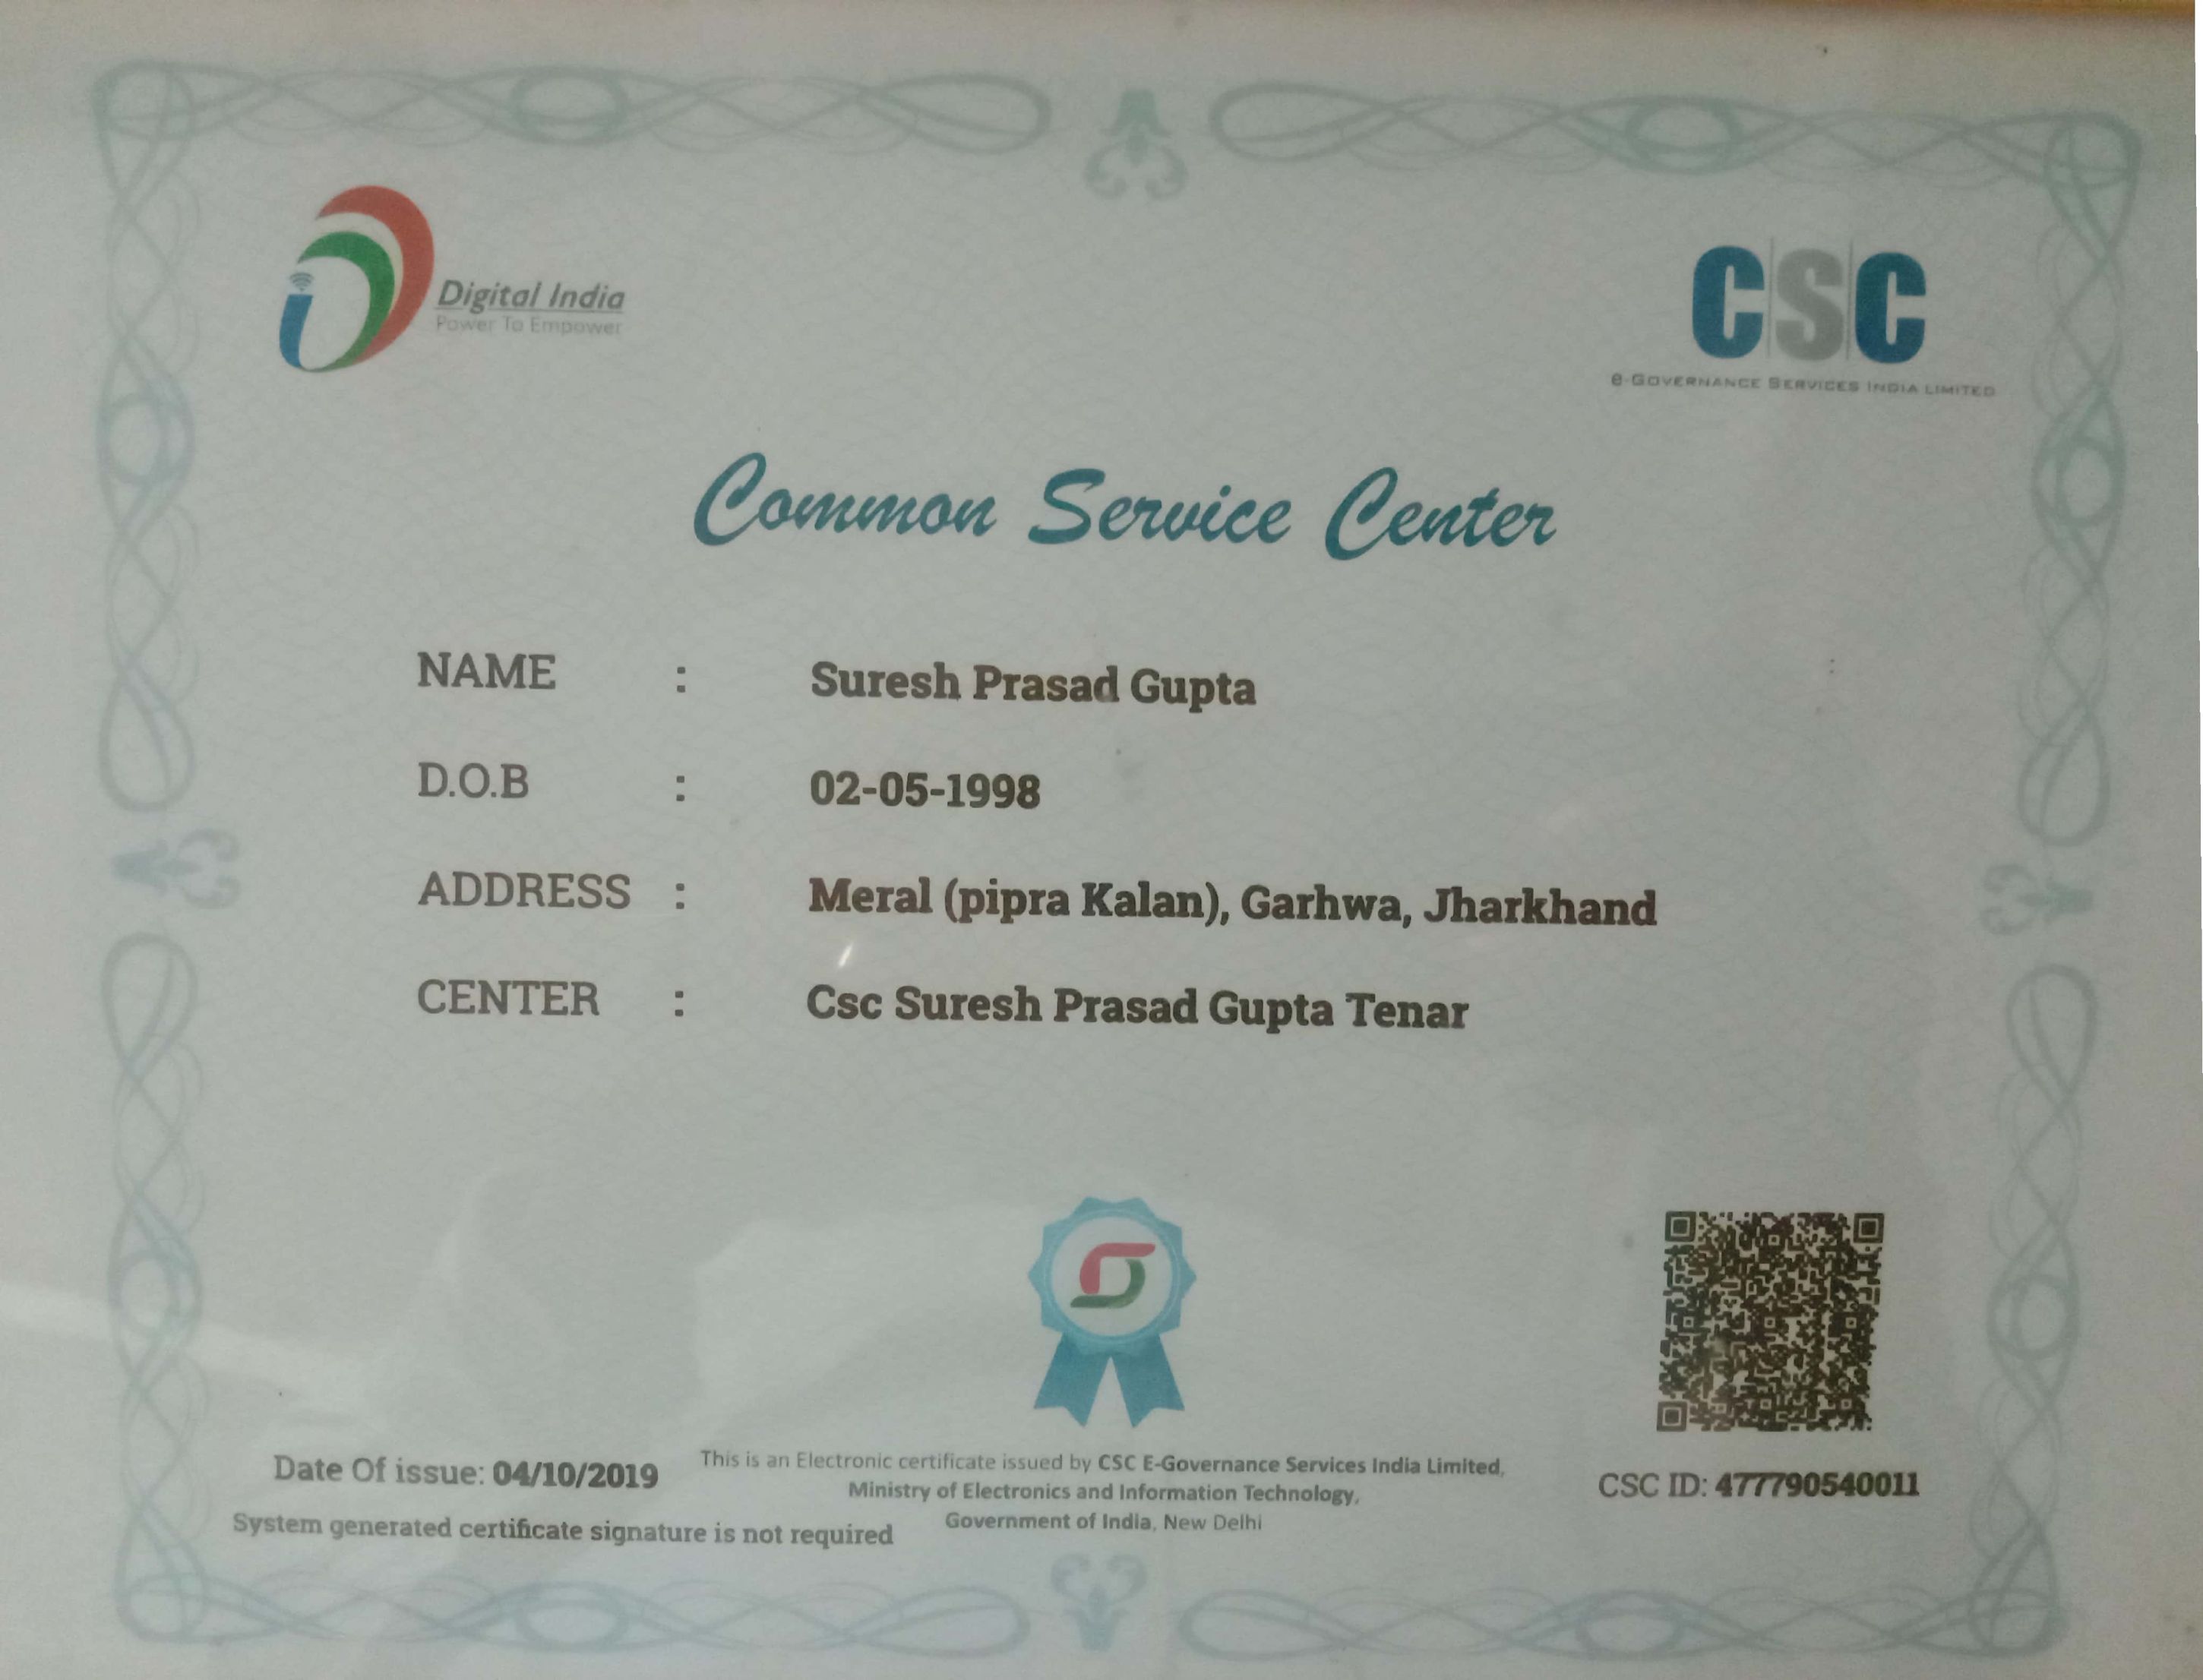 Digital India
Power To Empower
CSC
e-Governance Services India Limited
Common Service Center
NAME : Suresh Prasad Gupta
D.O.B : 02-05-1998
ADDRESS : Meral (pipra Kalan), Garhwa, Jharkhand
CENTER : Csc Suresh Prasad Gupta Tenar
Date Of issue: 04/10/2019
System generated certificate signature is not required
This is an Electronic certificate issued by CSC E-Governance Services India Limited,
Ministry of Electronics and Information Technology,
Government of India, New Delhi
CSC ID: 477790540011